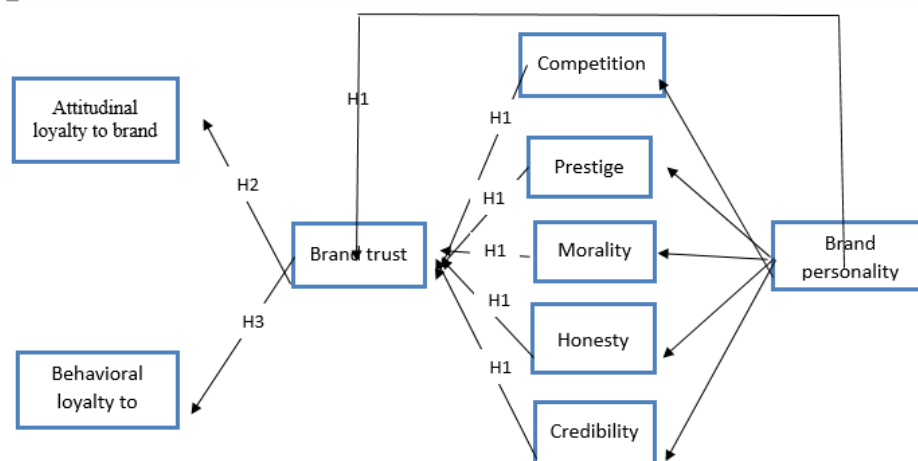 Competition
H1
H1
Attitudinal
loyalty to brand
Prestige
H2
H1
Brand trust
H1
Morality
Brand
personality
H3
H1
Honesty
Behavioral
loyalty to
H1
Credibility